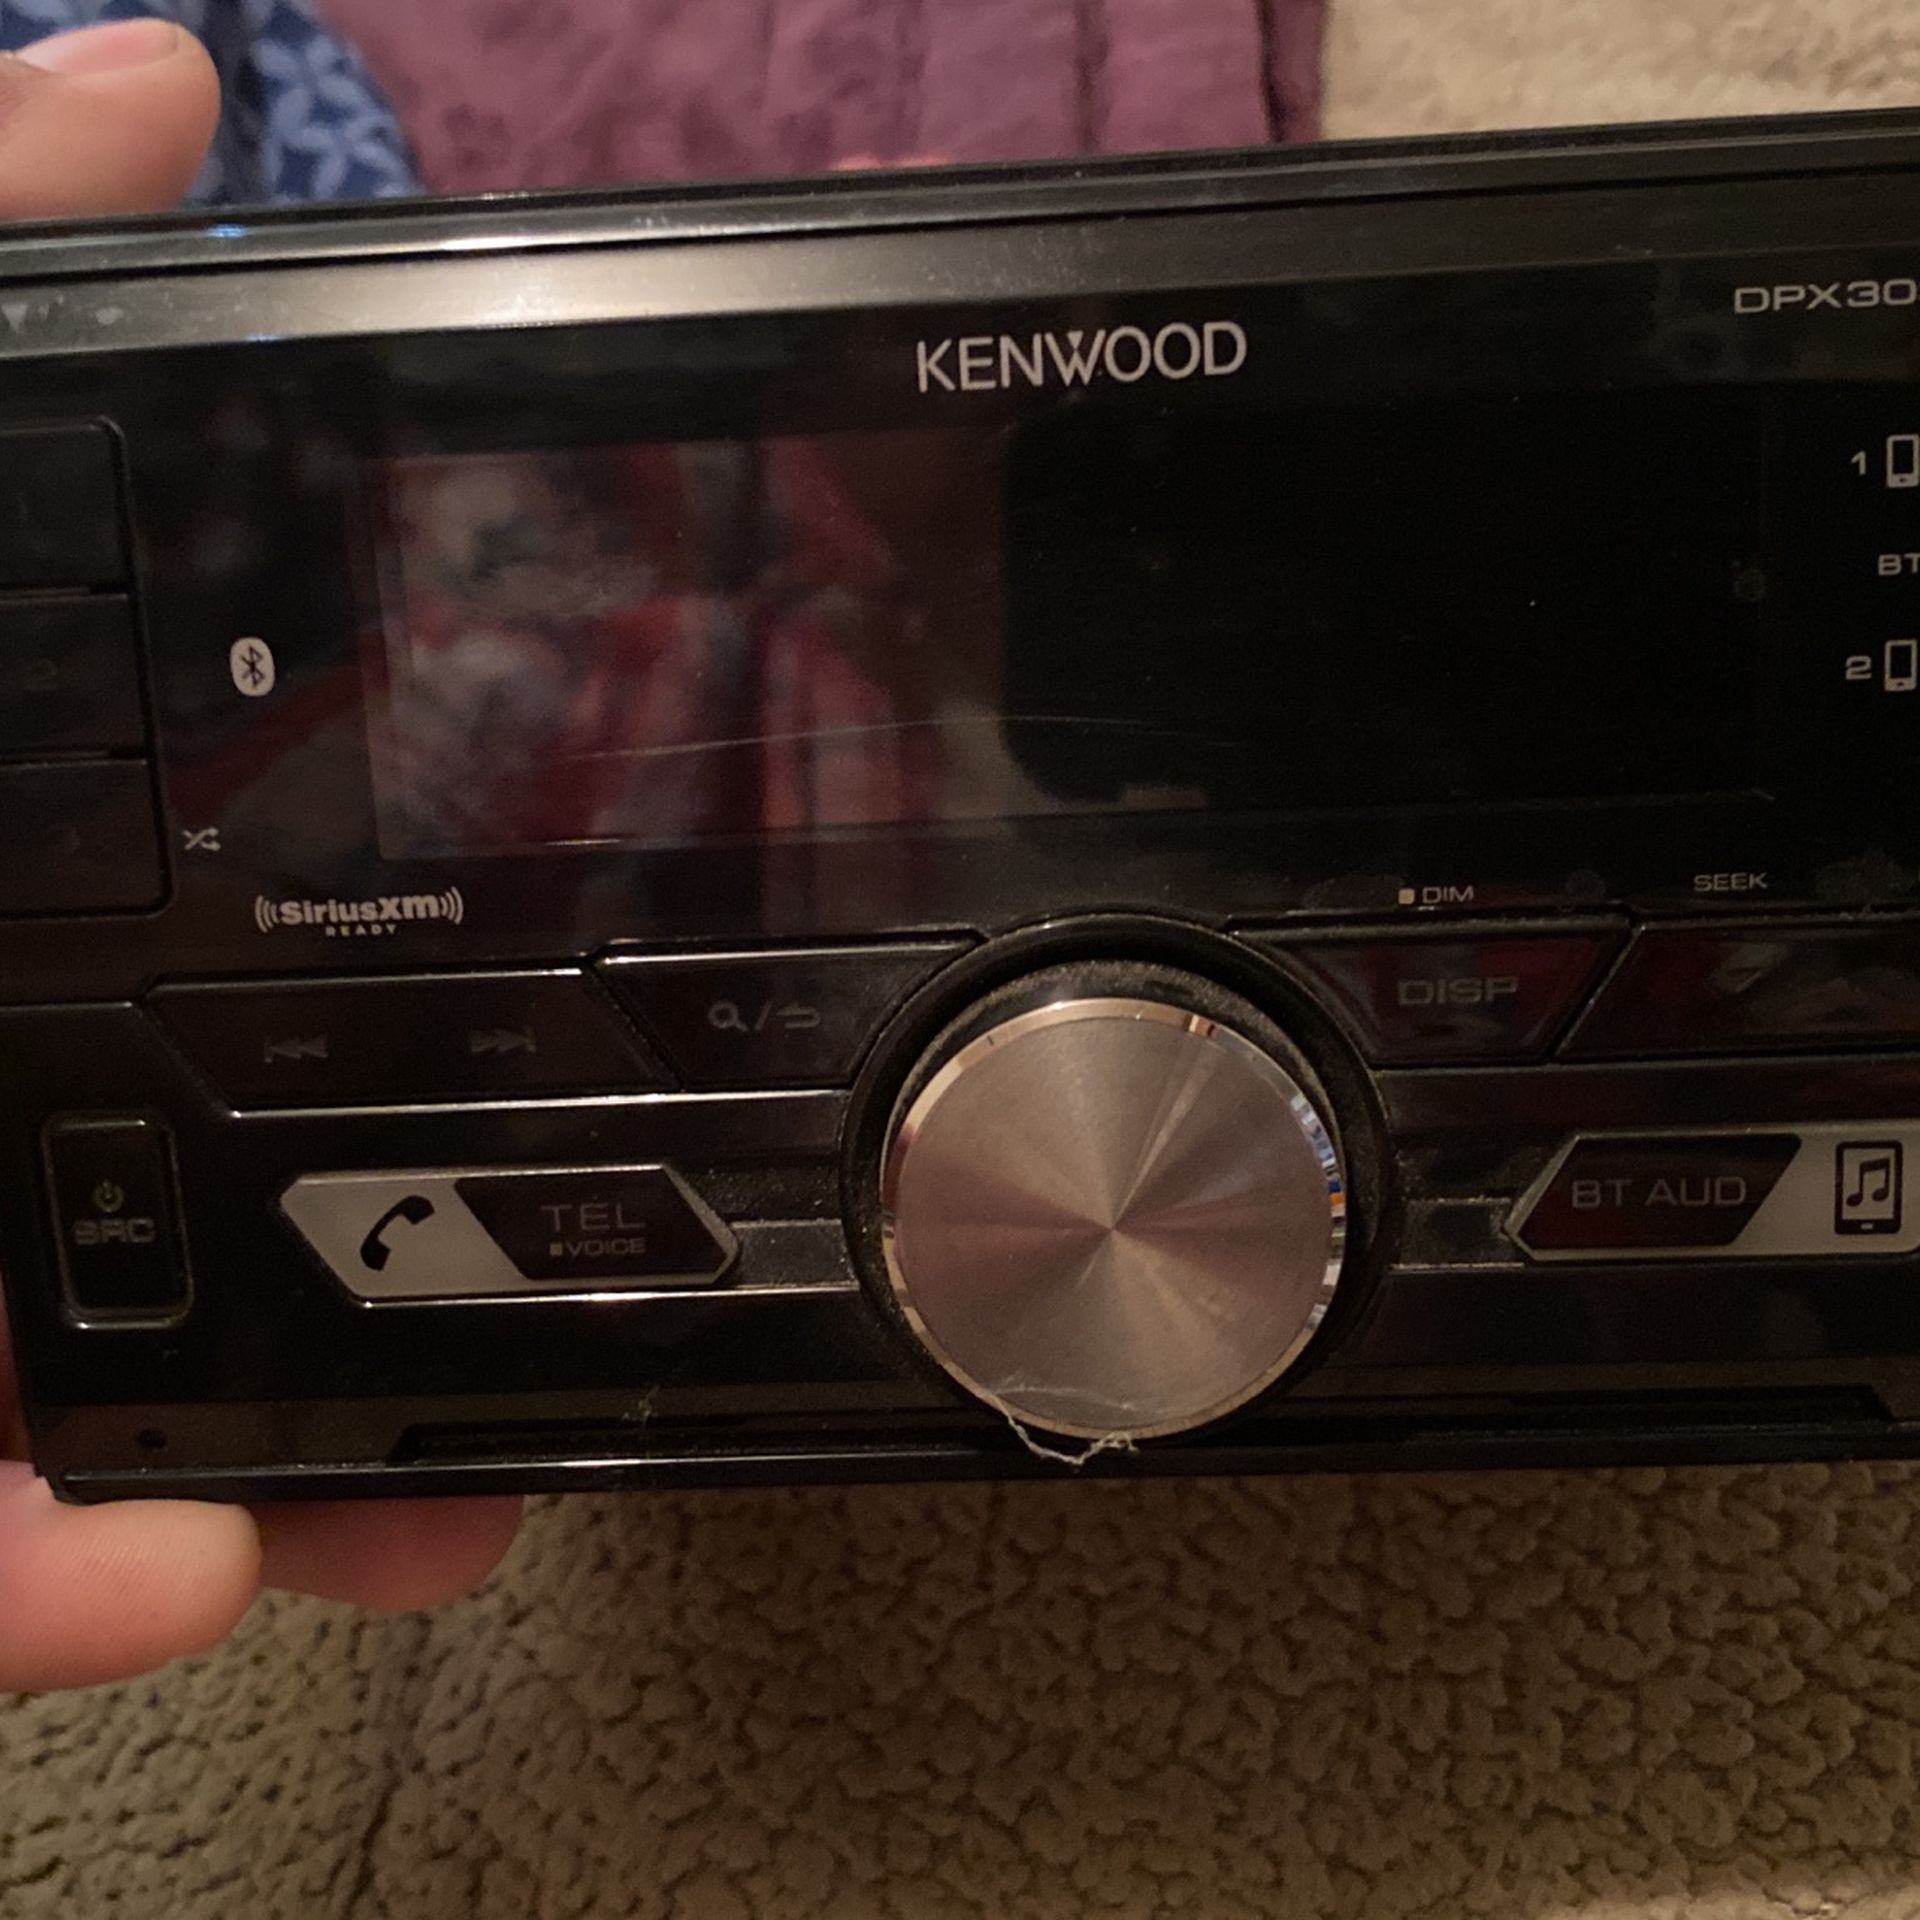 KENWOOD
DPX30
1
BT
2
((SiriusXM))
READY
DIM
SEEK
DISP
SRC
TEL
VOICE
BT AUD